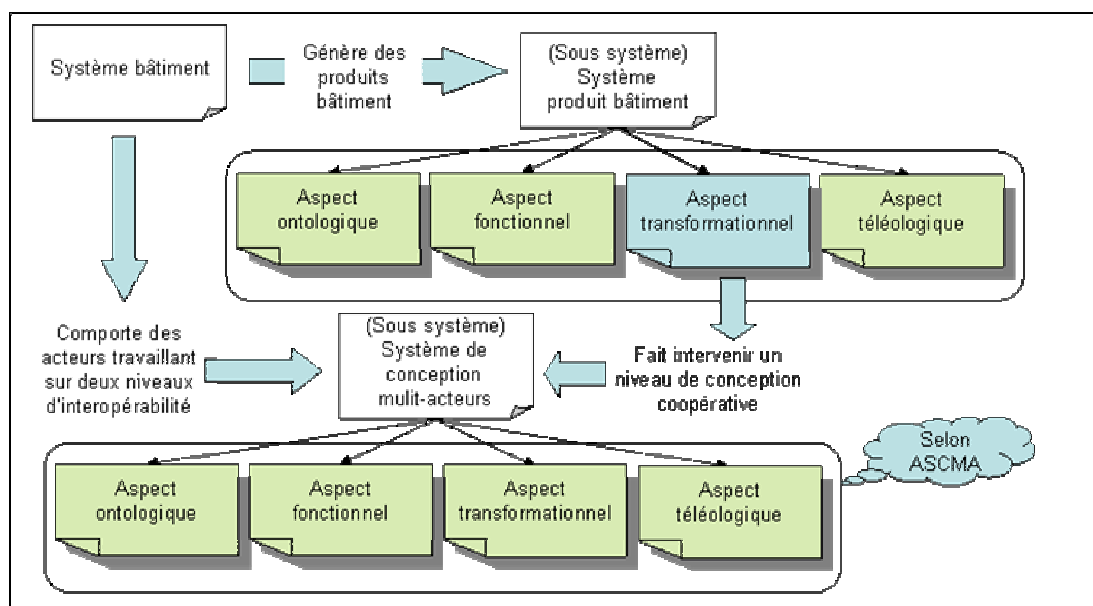 Système bâtiment
Génère des
produits
bâtiment
(Sous système)
Système
produit bâtiment
Aspect
ontologique
Aspect
fonctionnel
Aspect
transformationnel
Aspect
téléologique
Comporte des
acteurs travaillant
sur deux niveaux
d'interopérabilité
(Sous système)
Système de
conception
mulit-acteurs
Fait intervenir un
niveau de conception
coopérative
Selon
ASCMA
Aspect
ontologique
Aspect
fonctionnel
Aspect
transformationnel
Aspect
téléologique